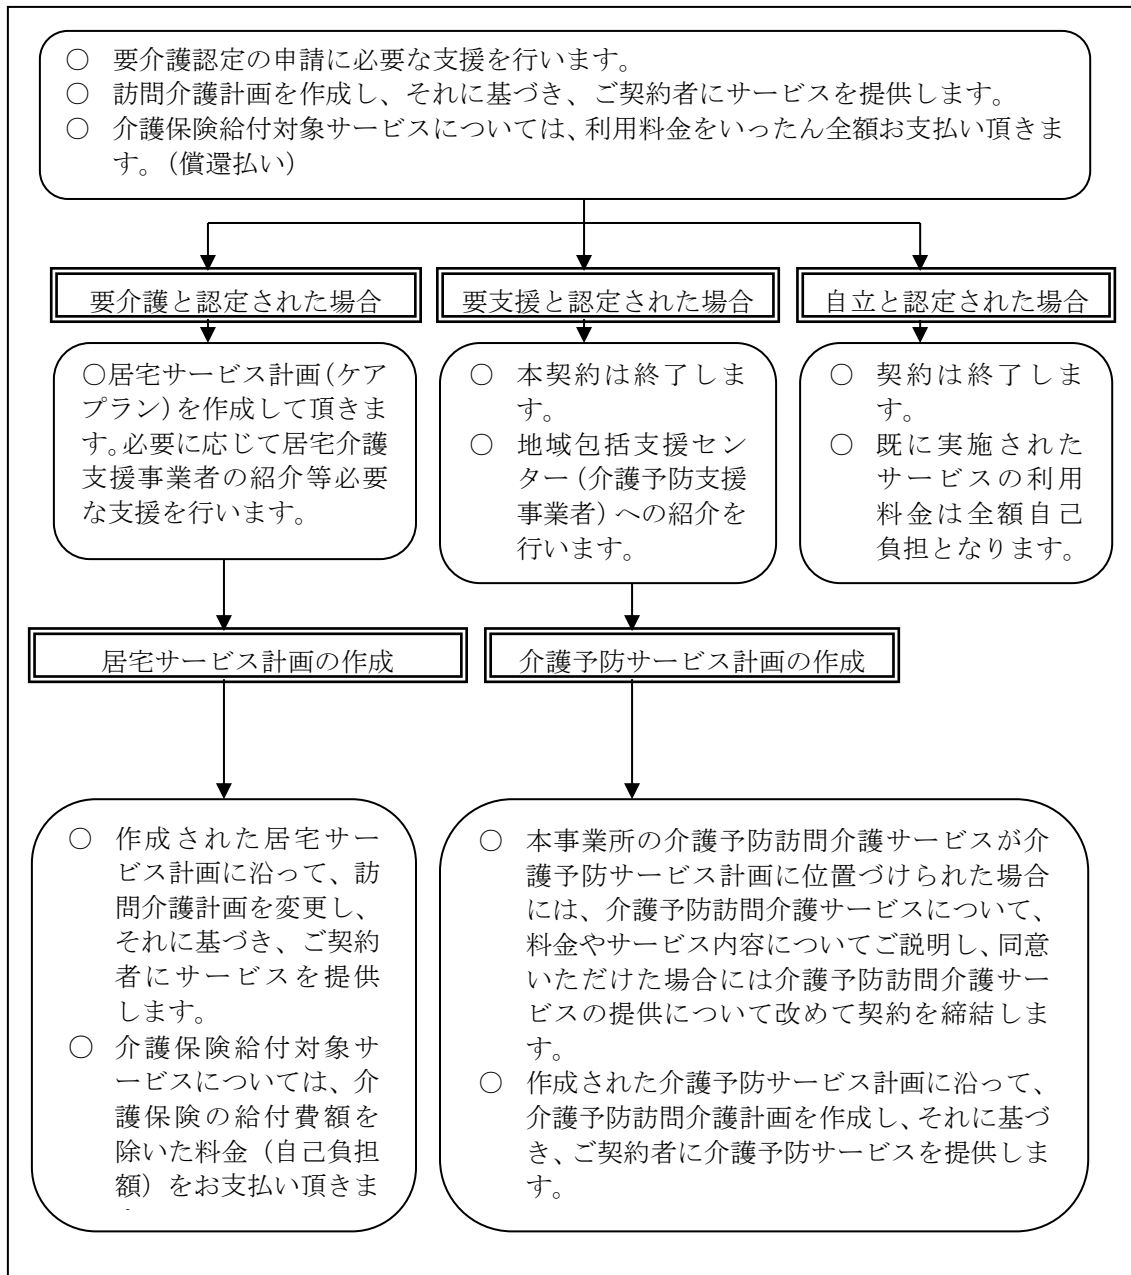 ○ 要介護認定の申請に必要な支援を行います。
○ 訪問介護計画を作成し、それに基づき、ご契約者にサービスを提供します。
○ 介護保険給付対象サービスについては、利用料金をいったん全額お支払い頂きま
す。(償還払い)
要介護と認定された場合
要支援と認定された場合
自立と認定された場合
○居宅サービス計画(ケア
プラン)を作成して頂きま
す。必要に応じて居宅介護
支援事業者の紹介等必要
な支援を行います。
○ 本契約は終了しま
す。
○ 地域包括支援セン
ター(介護予防支援
事業者)への紹介を
行います。
○ 契約は終了しま
す。
○ 既に実施された
サービスの利用
料金は全額自己
負担となります。
居宅サービス計画の作成
介護予防サービス計画の作成
○ 作成された居宅サー
ビス計画に沿って、訪
問介護計画を変更し、
それに基づき、ご契約
者にサービスを提供
します。
○ 介護保険給付対象サ
ービスについては、介
護保険の給付費額を
除いた料金(自己負担
額)をお支払い頂きま
○ 本事業所の介護予防訪問介護サービスが介
護予防サービス計画に位置づけられた場合
には、介護予防訪問介護サービスについて、
料金やサービス内容についてご説明し、同意
いただけた場合には介護予防訪問介護サー
ビスの提供について改めて契約を締結しま
す。
○ 作成された介護予防サービス計画に沿って、
介護予防訪問介護計画を作成し、それに基づ
き、ご契約者に介護予防サービスを提供しま
す。